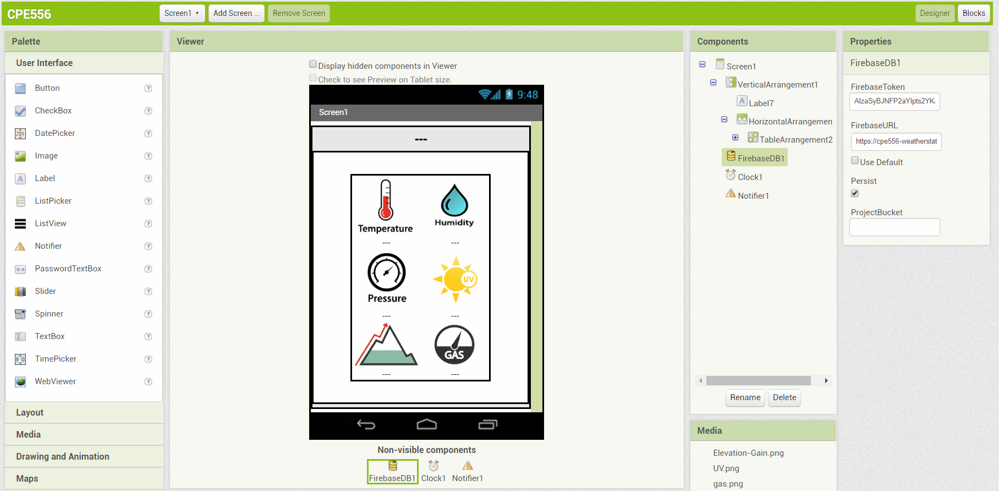 CPE556
Screen1
Add Screen ...
Remove Screen
Designer
Blocks
Palette
User Interface
Button
CheckBox
DatePicker
Image
Label
ListPicker
ListView
Notifier
PasswordTextBox
Slider
Spinner
TextBox
TimePicker
WebViewer
Layout
Media
Drawing and Animation
Maps
Viewer
Display hidden components in Viewer
Check to see Preview on Tablet size.
9:48
Screen1
---
Temperature
Humidity
---
---
Pressure
UV
---
---
GAS
---
---
Non-visible components
FirebaseDB1
Clock1
Notifier1
Components
Screen1
VerticalArrangement1
Label7
HorizontalArrangemen
TableArrangement2
FirebaseDB1
Clock1
Notifier1
Rename
Delete
Media
Elevation-Gain.png
UV.png
gas.png
Properties
FirebaseDB1
FirebaseToken
FirebaseURL
https://cpe556-weatherstat
Use Default
Persist
ProjectBucket